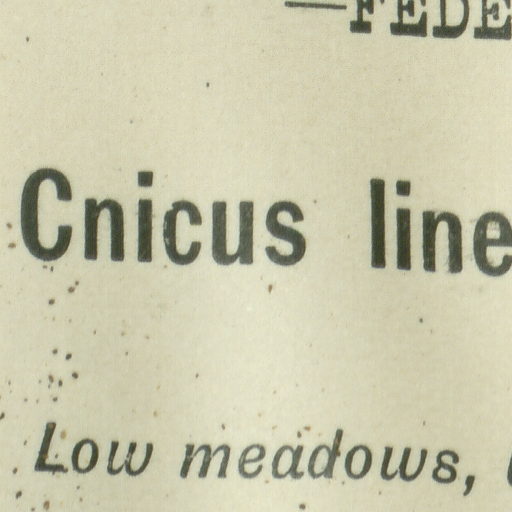 —FEDE
Cnicus line
Low meadows,